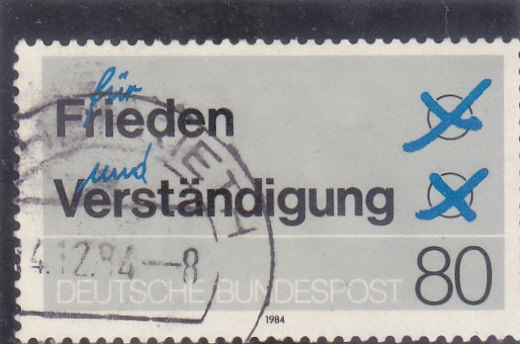 für
Frieden
und
Verständigung
4.12.84--8
DEUTSCHE BUNDESPOST 80
1984